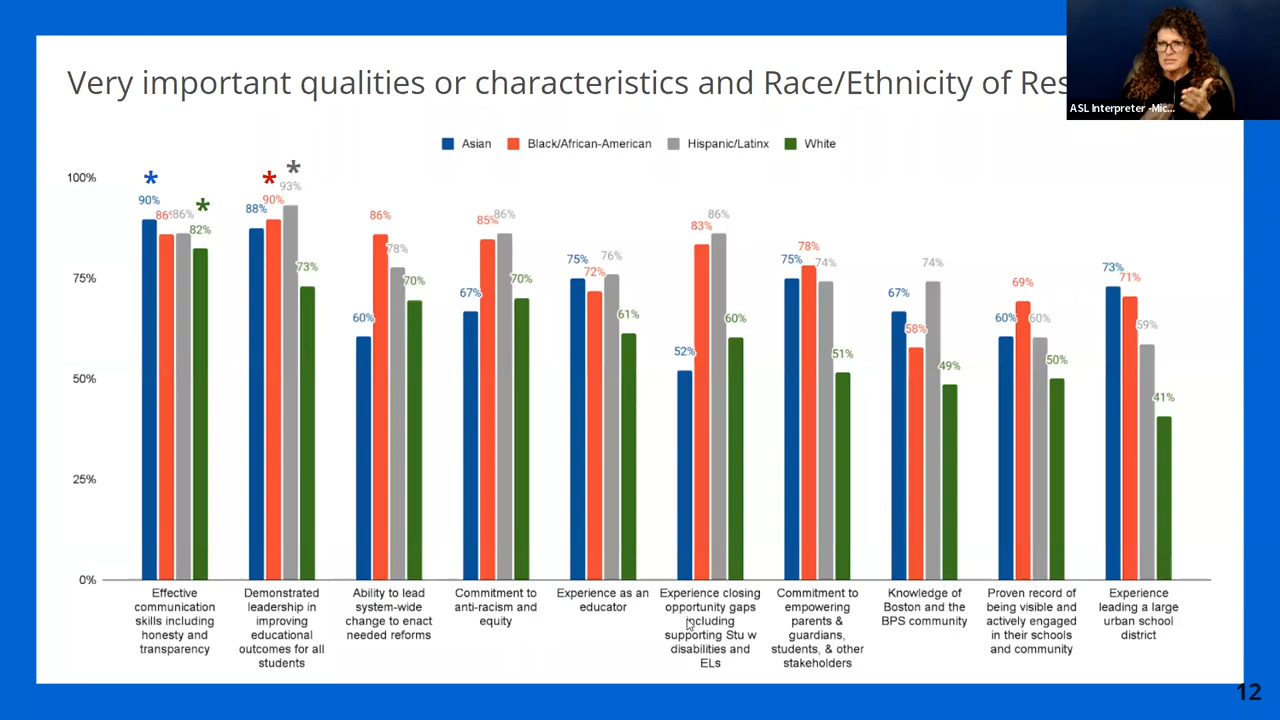 Very important qualities or characteristics and Race/Ethnicity of Res
ASL Interpreter -Mic...
Asian Black/African-American Hispanic/Latinx White
100%
75%
50%
25%
0%
* * * *
90% 86% 86% 82%
88% 90% 93% 73%
60% 86% 78% 70%
67% 85% 86% 70%
75% 72% 76% 61%
52% 83% 86% 60%
75% 78% 74% 51%
67% 58% 74% 49%
60% 69% 60% 50%
73% 71% 59% 41%
Effective
communication
skills including
honesty and
transparency
Demonstrated
leadership in
improving
educational
outcomes for all
students
Ability to lead
system-wide
change to enact
needed reforms
Commitment to
anti-racism and
equity
Experience as an
educator
Experience closing
opportunity gaps
including
supporting Stu w
disabilities and
ELs
Commitment to
empowering
parents &
guardians,
students, & other
stakeholders
Knowledge of
Boston and the
BPS community
Proven record of
being visible and
actively engaged
in their schools
and community
Experience
leading a large
urban school
district
12